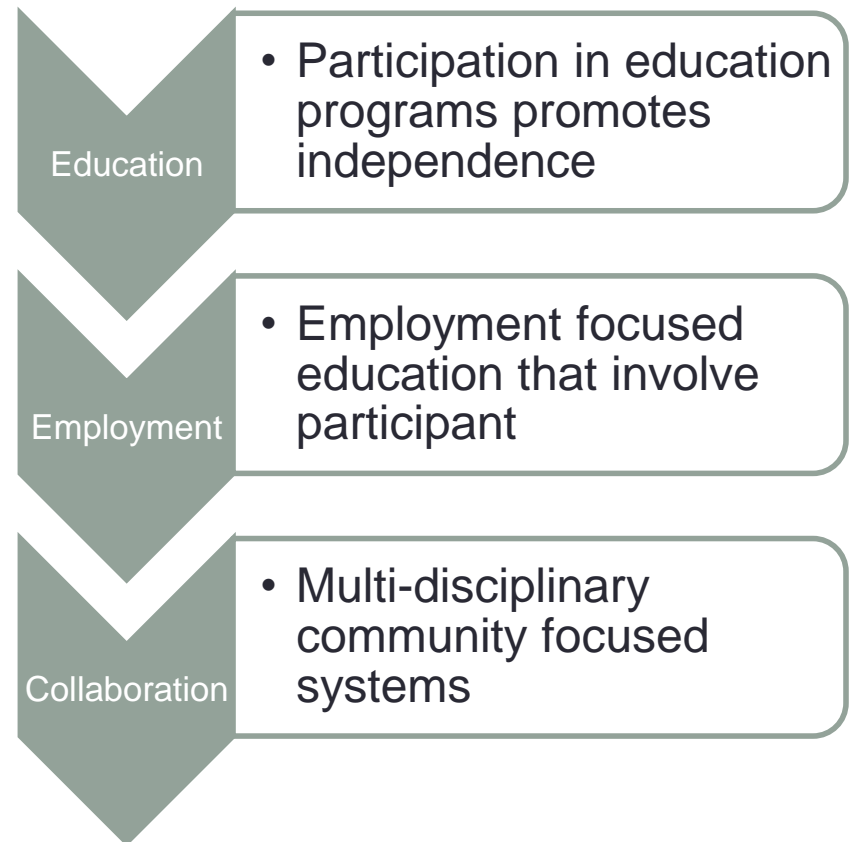 Education
• Participation in education
programs promotes
independence
Employment
• Employment focused
education that involve
participant
Collaboration
• Multi-disciplinary
community focused
systems